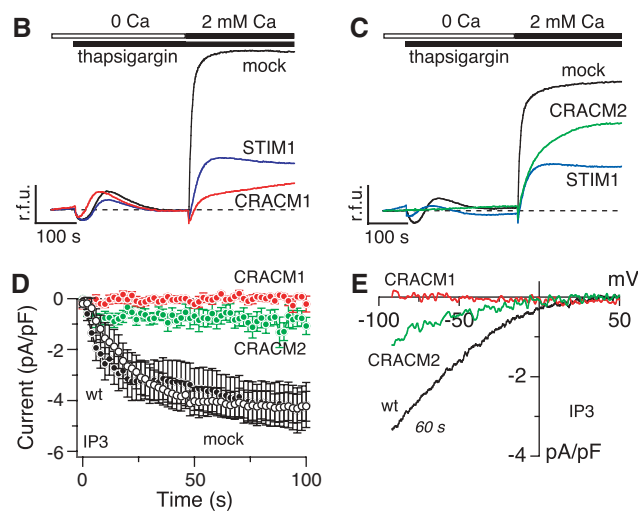 B
0 Ca
2 mM Ca
thapsigargin
mock
STIM1
CRACM1
r.f.u.
100 s
C
0 Ca
2 mM Ca
thapsigargin
mock
CRACM2
STIM1
r.f.u.
100 s
D
CRACM1
CRACM2
wt
mock
IP3
Current (pA/pF)
0
-2
-4
-6
0
50
100
Time (s)
E
CRACM1
mV
-100
-50
0
50
CRACM2
wt
60 s
-2
IP3
-4
pA/pF